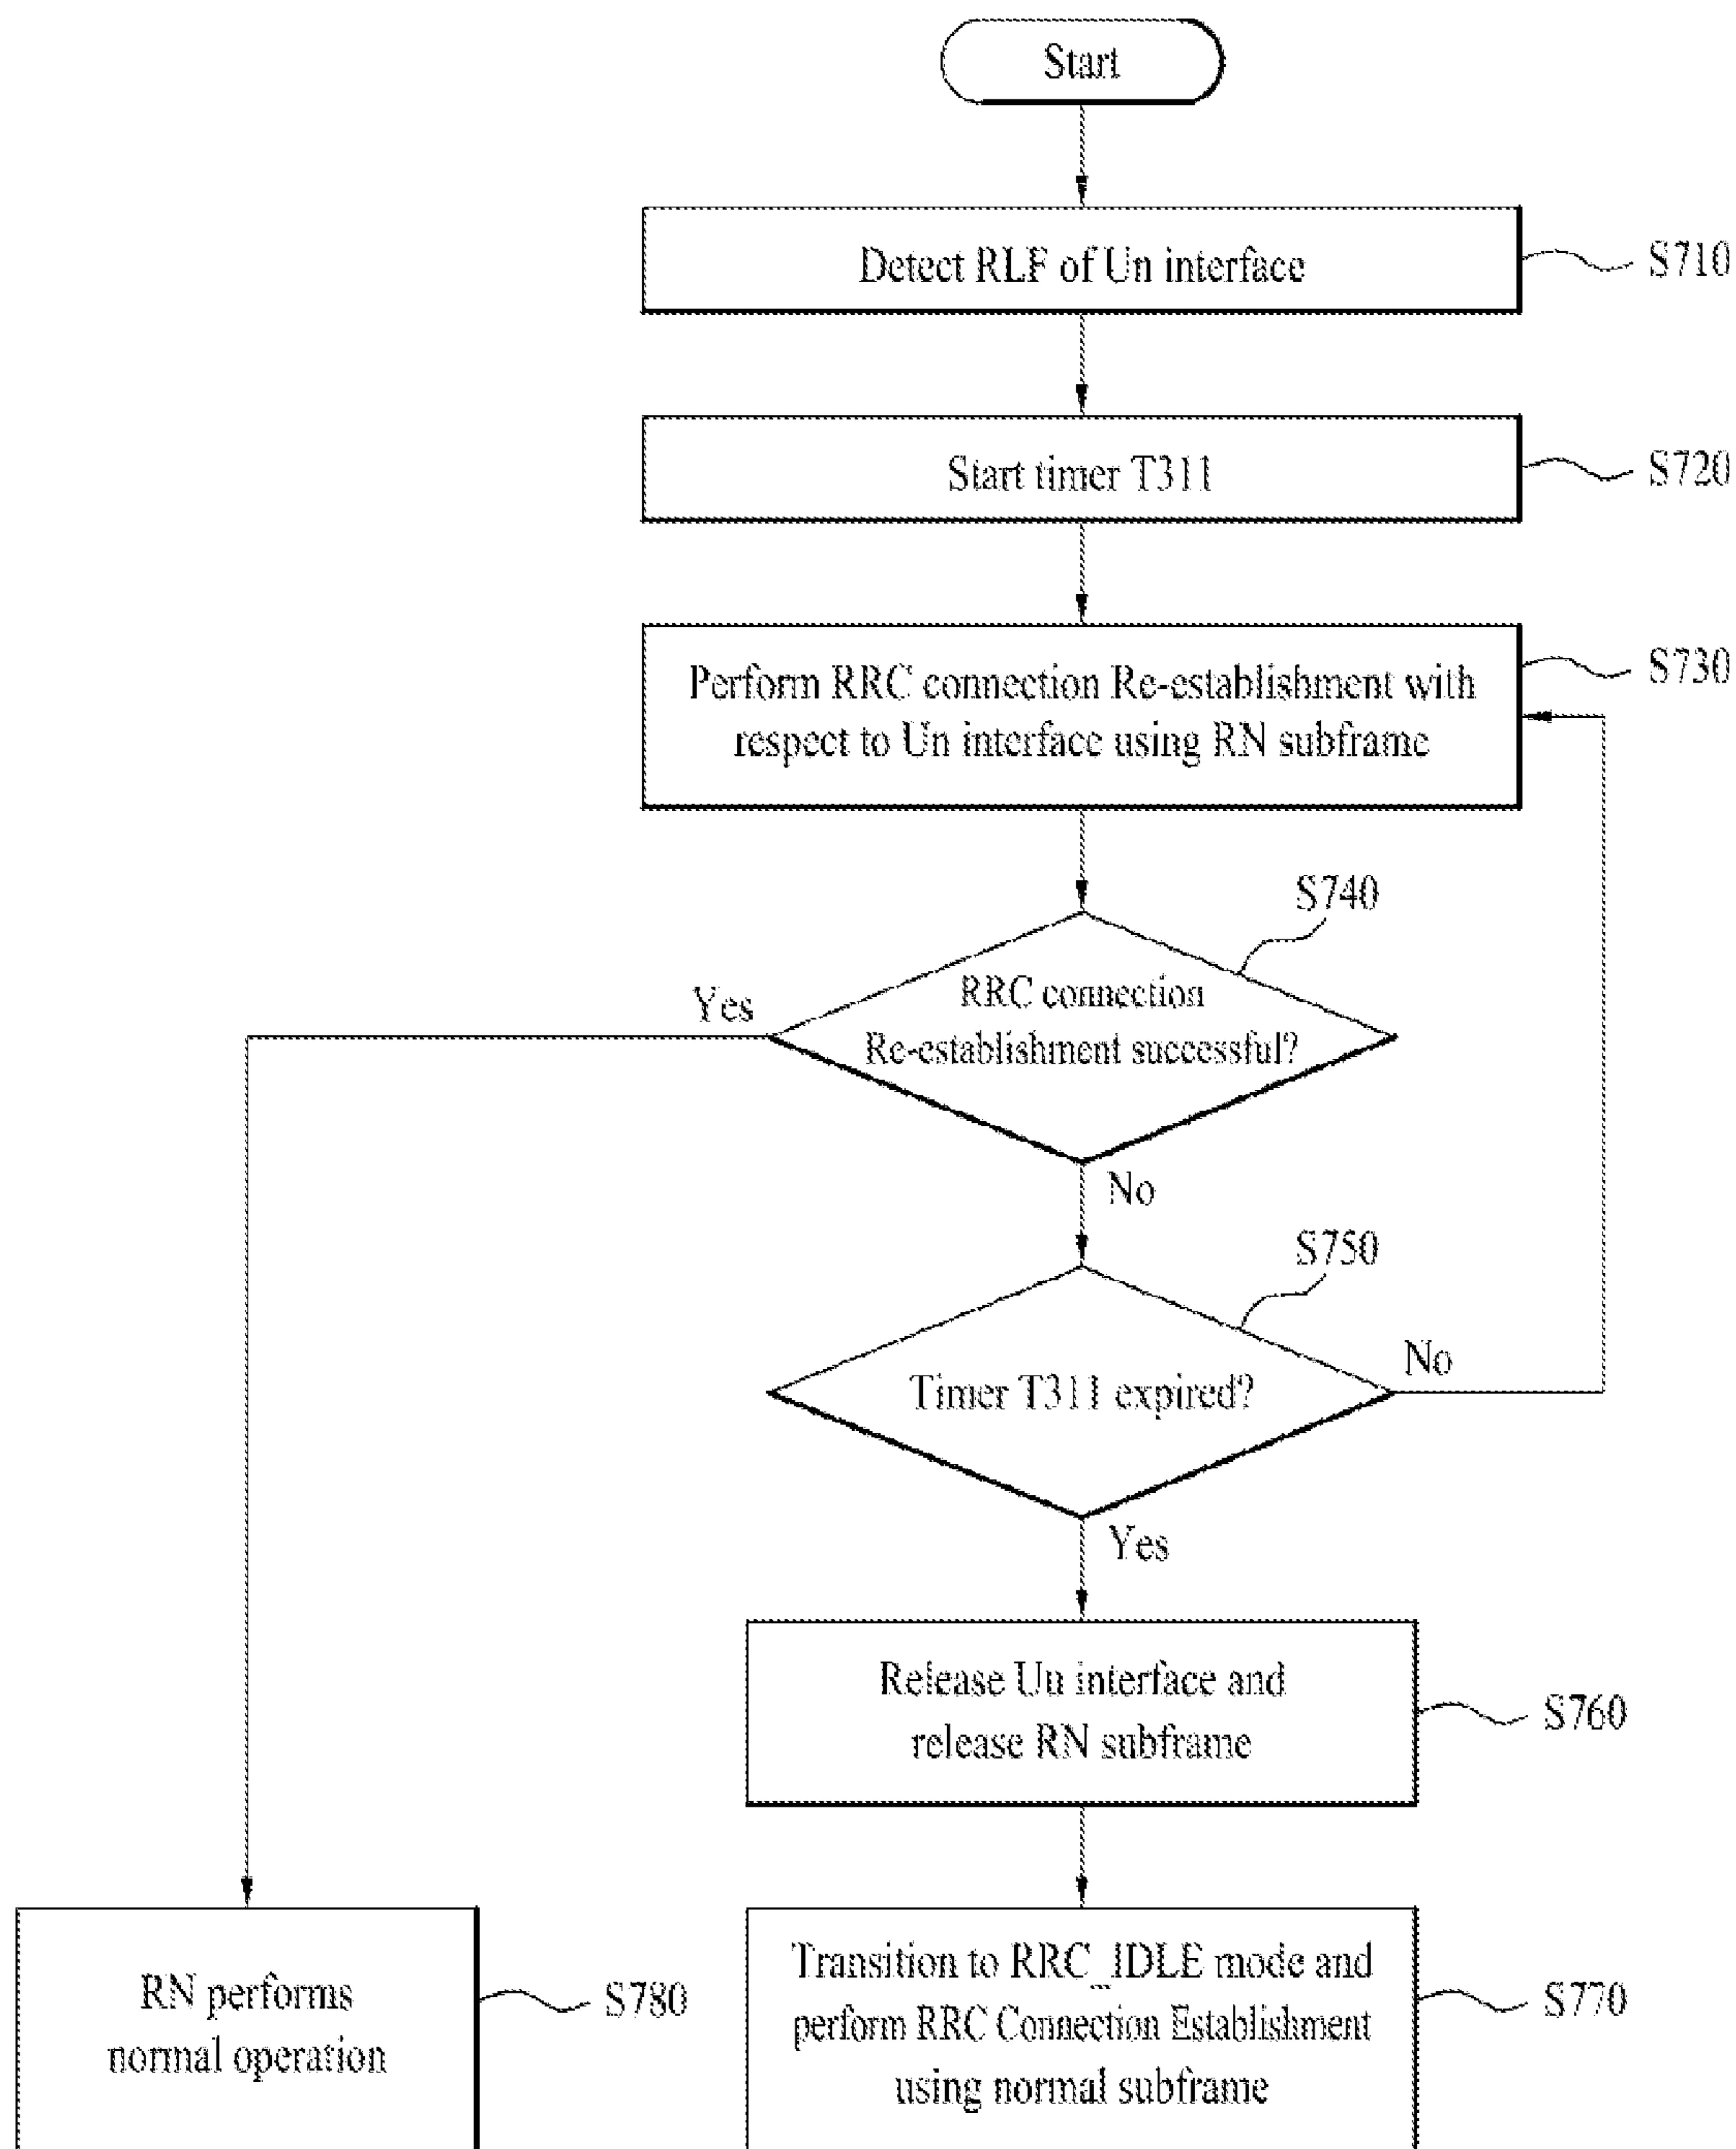 Start
Detect RLF of Un interface
S710
Start timer T311
S720
Perform RRC connection Re-establishment with
respect to Un interface using RN subframe
S730
S740
RRC connection
Re-establishment successful?
Yes
No
S750
Timer T311 expired?
No
Yes
Release Un interface and
release RN subframe
S760
RN performs
normal operation
S780
Transition to RRC_IDLE mode and
perform RRC Connection Establishment
using normal subframe
S770